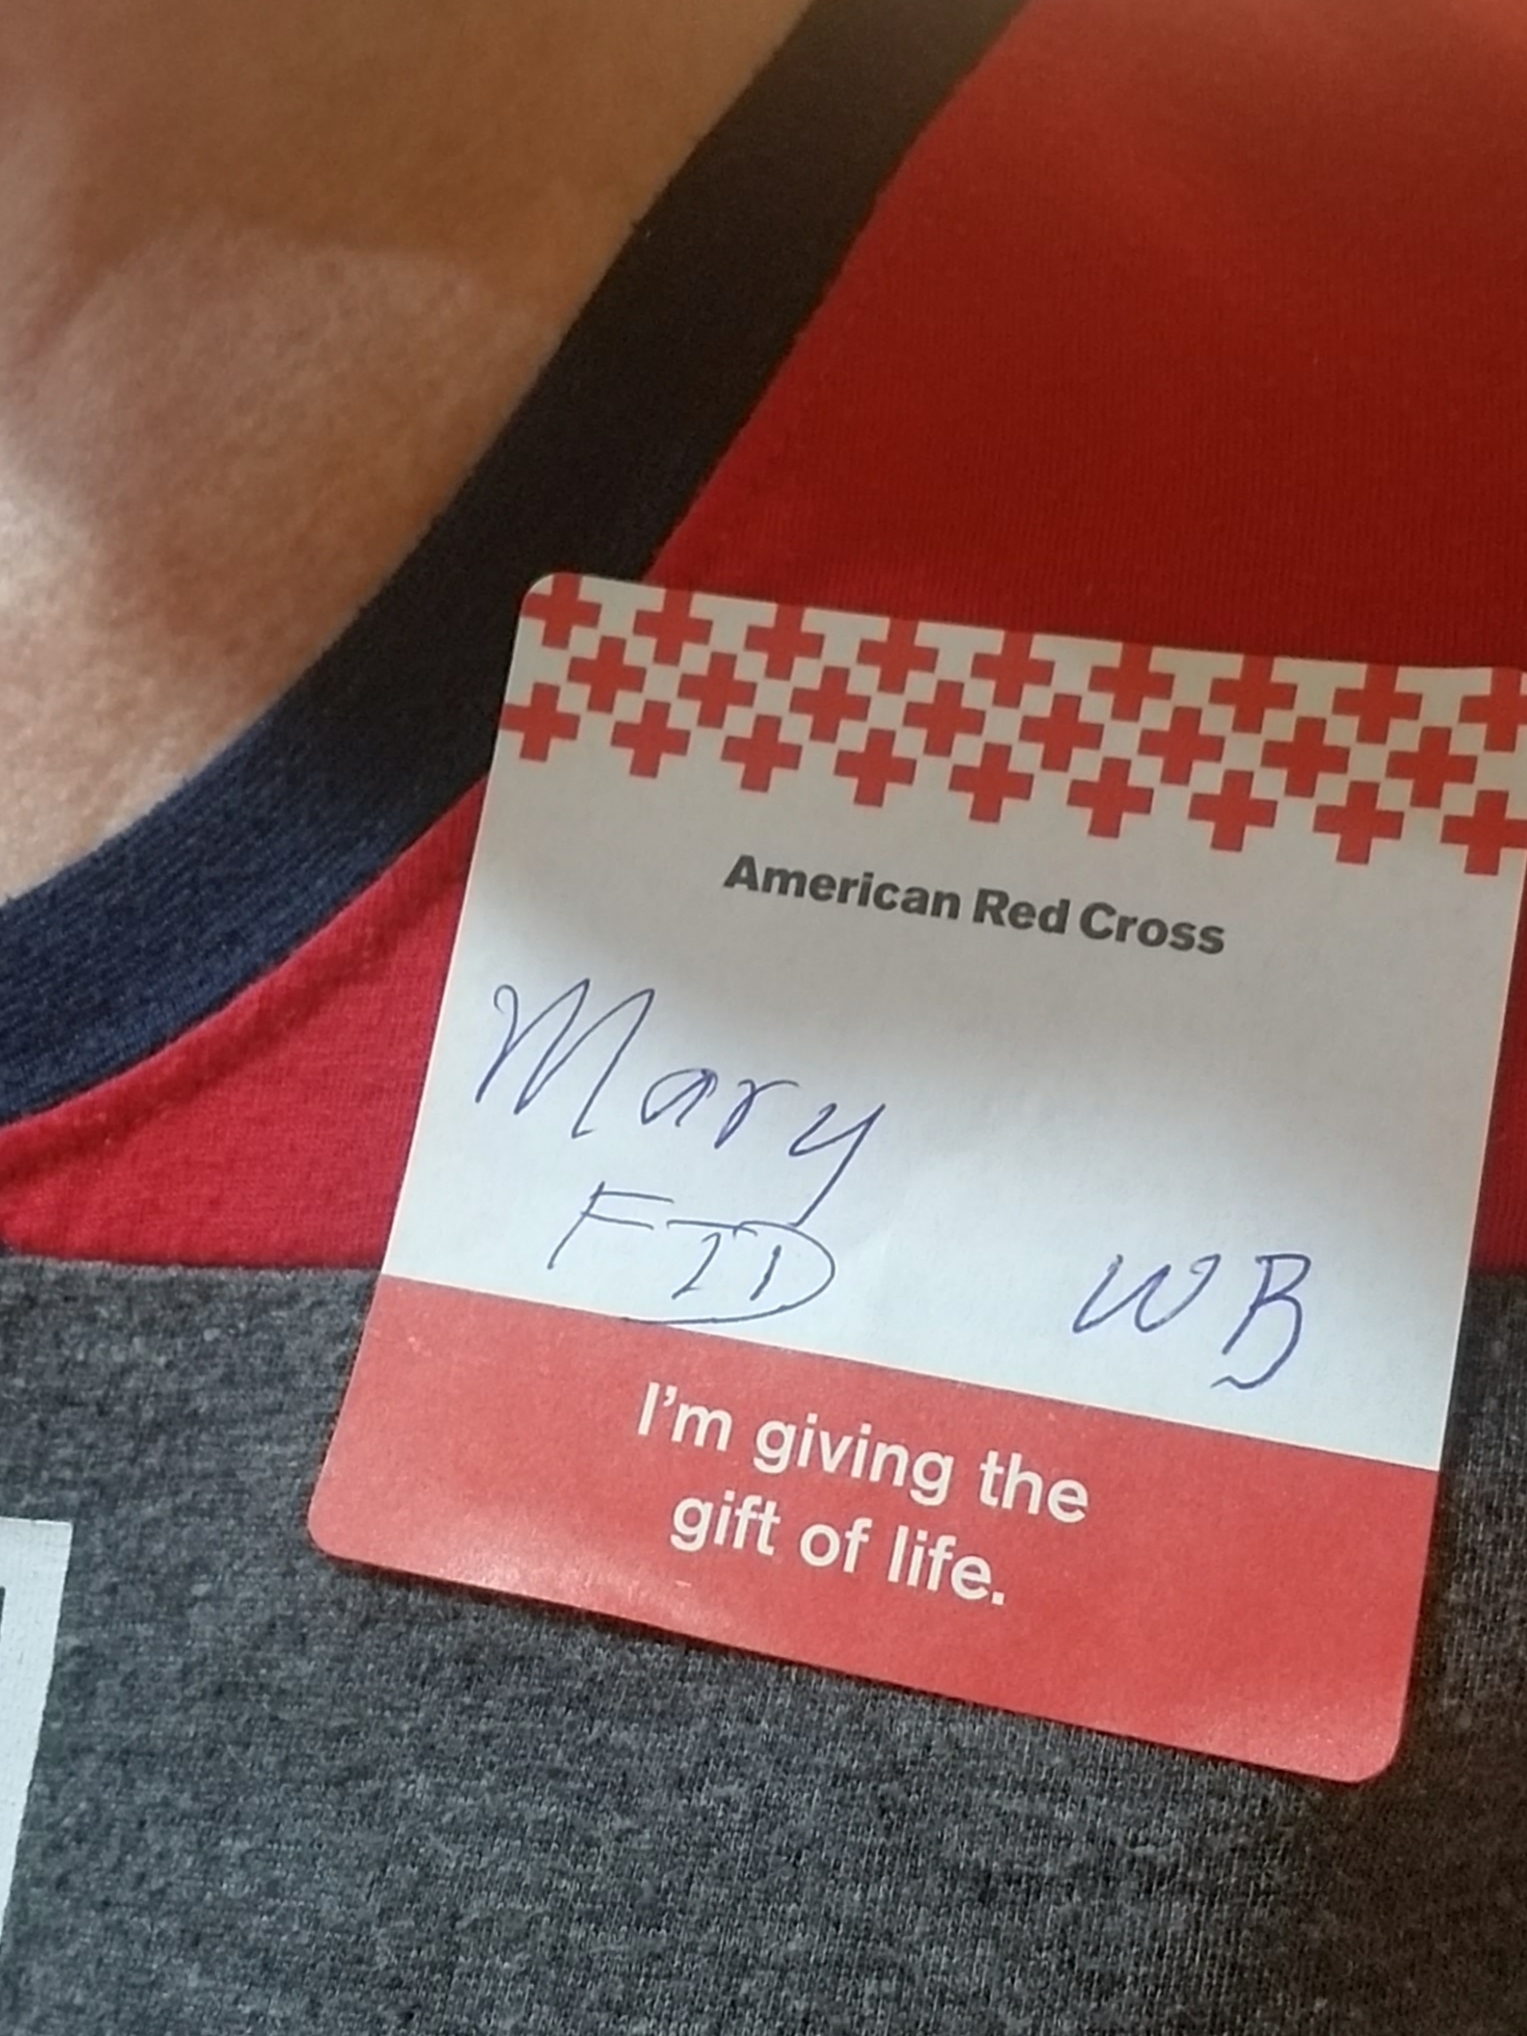 American Red Cross
Mary
FTD WB
I'm giving the
gift of life.